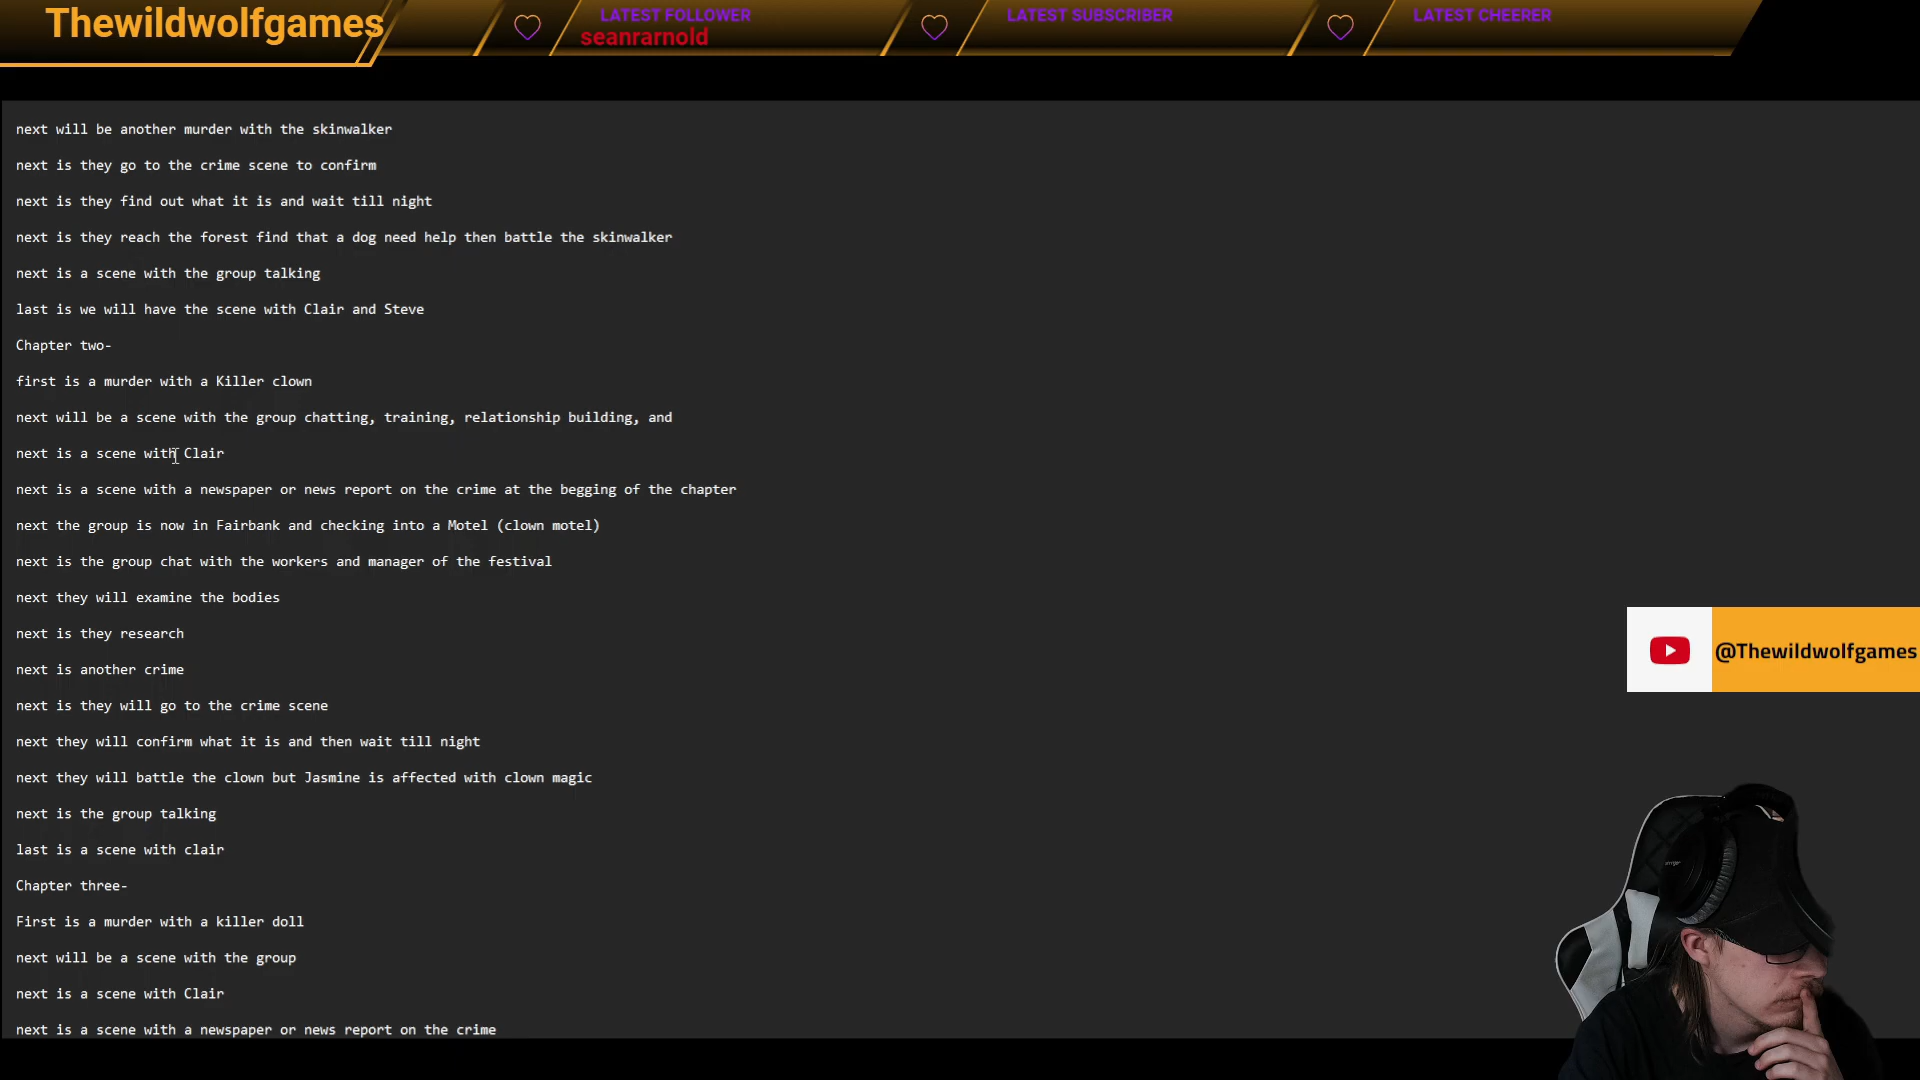 Thewildwolfgames
LATEST FOLLOWER
seanrarnold
LATEST SUBSCRIBER
LATEST CHEERER
next will be another murder with the skinwalker
next is they go to the crime scene to confirm
next is they find out what it is and wait till night
next is they reach the forest find that a dog need help then battle the skinwalker
next is a scene with the group talking
last is we will have the scene with Clair and Steve
Chapter two-
first is a murder with a Killer clown
next will be a scene with the group chatting, training, relationship building, and
next is a scene with Clair
next is a scene with a newspaper or news report on the crime at the begging of the chapter
next the group is now in Fairbank and checking into a Motel (clown motel)
next is the group chat with the workers and manager of the festival
next they will examine the bodies
next is they research
next is another crime
next is they will go to the crime scene
next they will confirm what it is and then wait till night
next they will battle the clown but Jasmine is affected with clown magic
next is the group talking
last is a scene with clair
Chapter three-
First is a murder with a killer doll
next will be a scene with the group
next is a scene with Clair
next is a scene with a newspaper or news report on the crime
@Thewildwolfgames